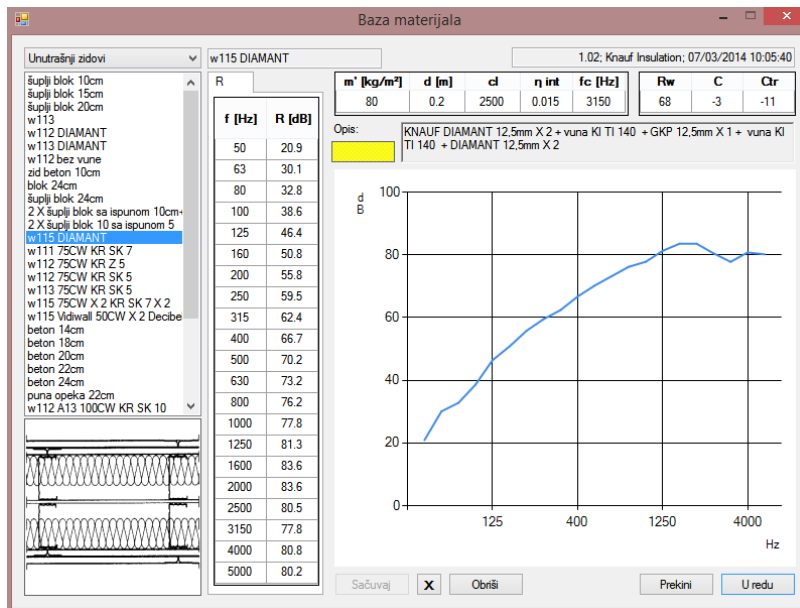 Baza materijala
Unutrašnji zidovi
w115 DIAMANT
1.02; Knauf Insulation; 07/03/2014 10:05:40
šuplji blok 10cm
šuplji blok 15cm
šuplji blok 20cm
w113
w112 DIAMANT
w113 DIAMANT
w112 bez vune
zid beton 10cm
blok 24cm
šuplji blok 24cm
2 X šuplji blok sa ispunom 10cm+
2 X šuplji blok 10 sa ispunom 5
w115 DIAMANT
w111 75CW KR SK 7
w112 75CW KR Z 5
w112 75CW KR SK 5
w113 75CW KR SK 5
w115 75CW X 2 KR SK 7 X 2
w115 Vidiwall 50CW X 2 Decibe
beton 14cm
beton 18cm
beton 20cm
beton 22cm
beton 24cm
puna opeka 22cm
w112 A13 100CW KR SK 10
R
f [Hz] R [dB]
50 20.9
63 30.1
80 32.8
100 38.6
125 46.4
160 50.8
200 55.8
250 59.5
315 62.4
400 66.7
500 70.2
630 73.2
800 76.2
1000 77.8
1250 81.3
1600 83.6
2000 83.6
2500 80.5
3150 77.8
4000 80.8
5000 80.2
m' [kg/m²] d [m] cl η int fc [Hz] Rw C Ctr
80 0.2 2500 0.015 3150 68 -3 -11
Opis:
KNAUF DIAMANT 12,5mm X 2 + vuna KI TI 140 + GKP 12,5mm X 1 + vuna KI
TI 140 + DIAMANT 12,5mm X 2
dB
100
80
60
40
20
0
125 400 1250 4000
Hz
Sačuvaj X Obriši Prekini U redu